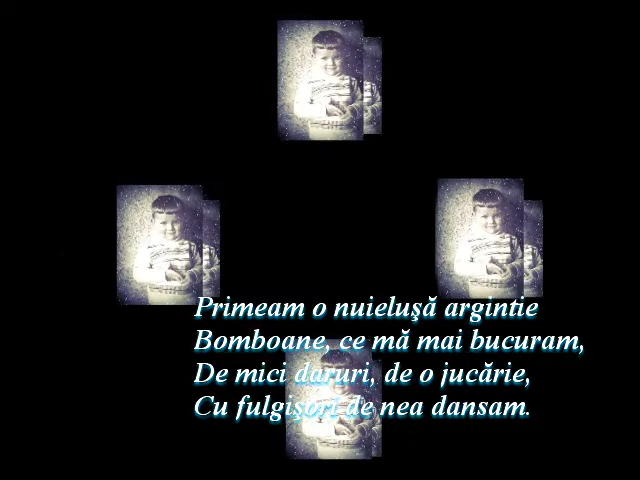 Primeam o nuieluşă argintie
Bomboane, ce mă mai bucuram,
De mici daruri, de o jucărie,
Cu fulgişori de nea dansam.